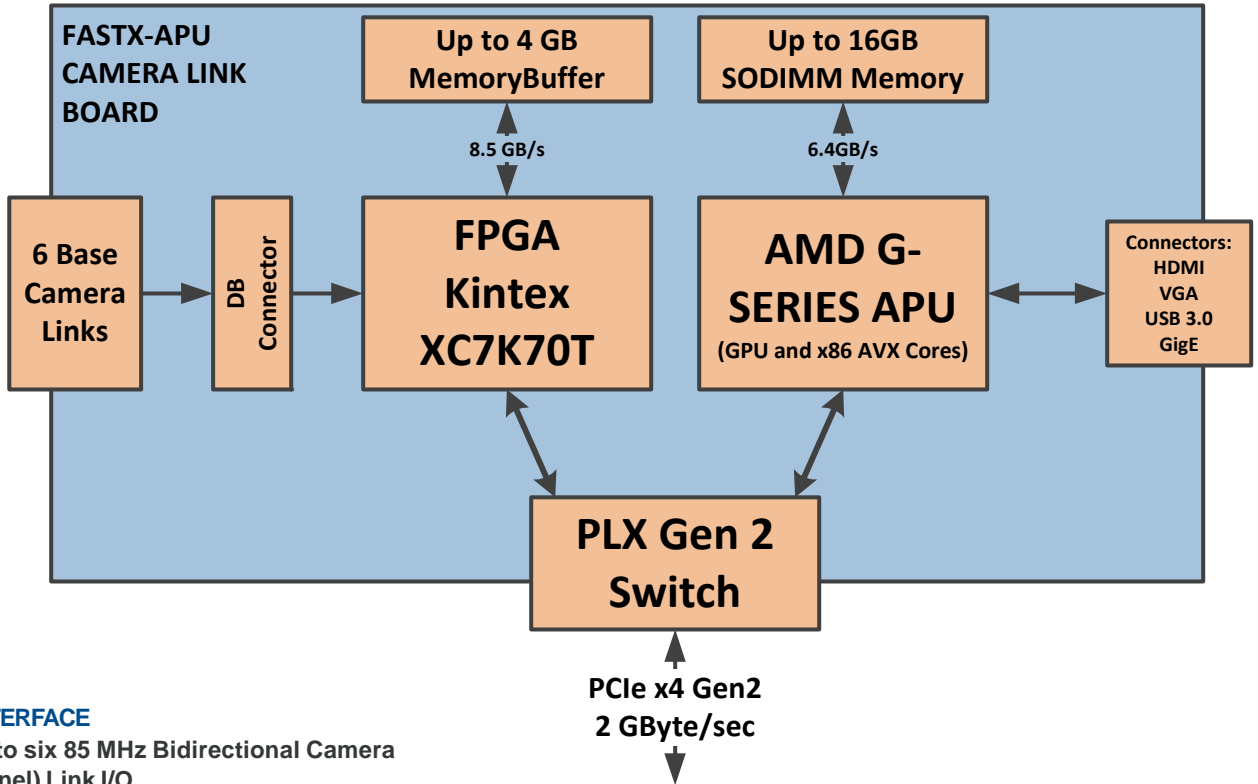 FASTX-APU
CAMERA LINK
BOARD
Up to 4 GB
MemoryBuffer
Up to 16GB
SODIMM Memory
8.5 GB/s
6.4GB/s
6 Base
Camera
Links
DB
Connector
FPGA
Kintex
XC7K70T
AMD G-
SERIES APU
(GPU and x86 AVX Cores)
Connectors:
HDMI
VGA
USB 3.0
GigE
PLX Gen 2
Switch
PCIe x4 Gen2
2 GByte/sec
TERFACE
to six 85 MHz Bidirectional Camera
nel) Link I/O